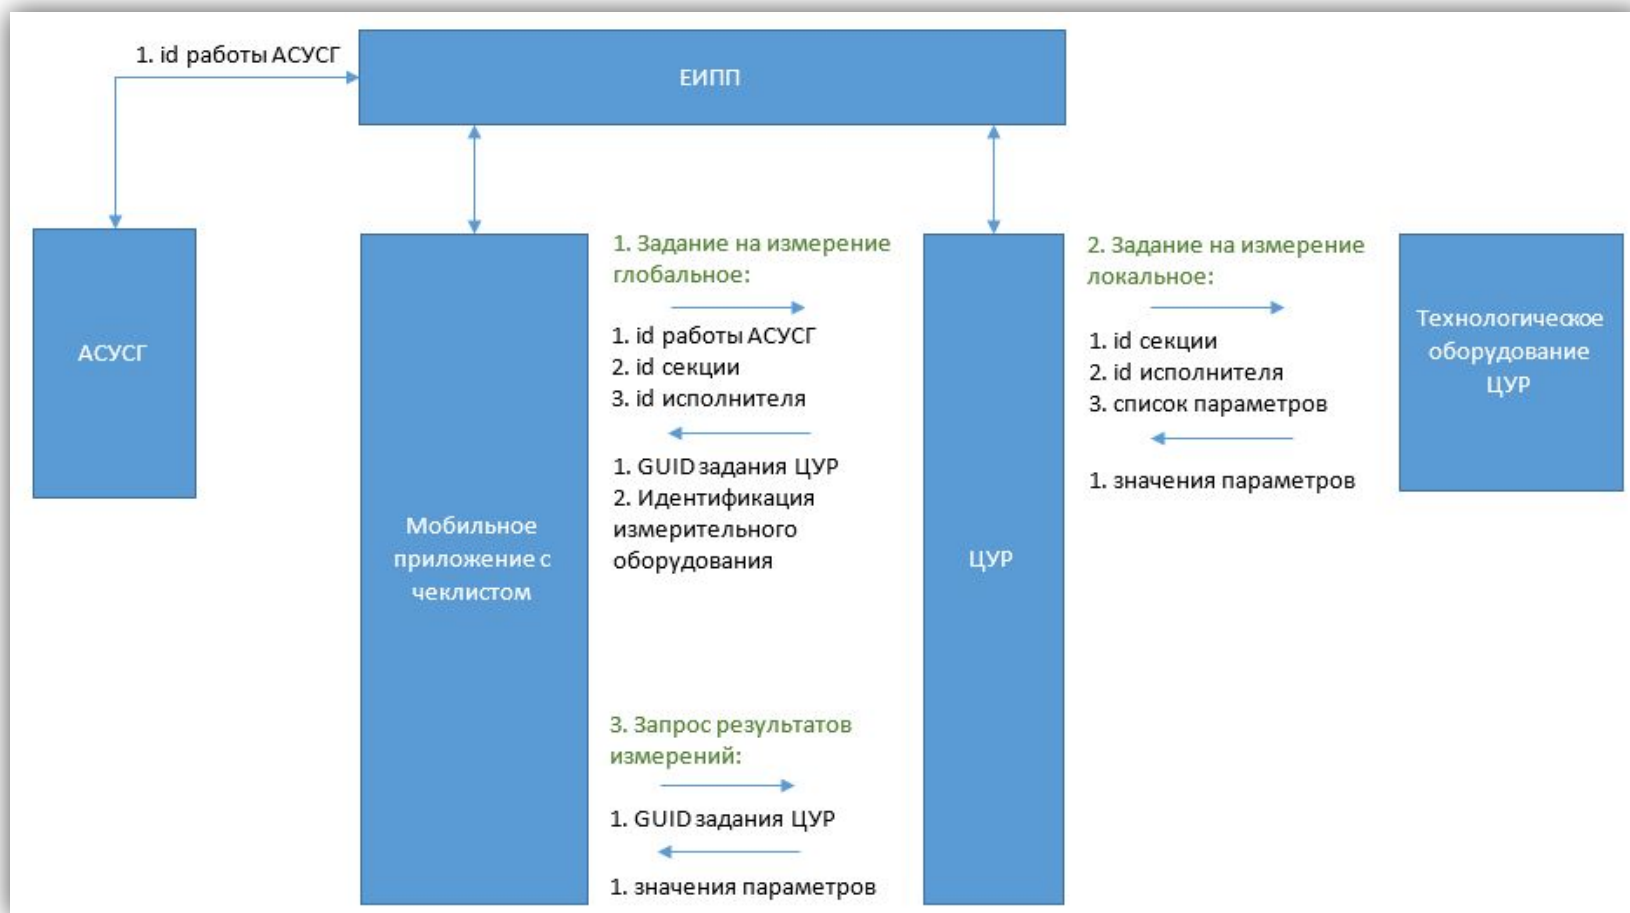 1. id работы АСУСГ
ЕИПП
АСУСГ
Мобильное
приложение с
чеклистом
1. Задание на измерение
глобальное:
1. id работы АСУСГ
2. id секции
3. id исполнителя
1. GUID задания ЦУР
2. Идентификация
измерительного
оборудования
3. Запрос результатов
измерений:
1. GUID задания ЦУР
1. значения параметров
ЦУР
2. Задание на измерение
локальное:
1. id секции
2. id исполнителя
3. список параметров
1. значения параметров
Технологическое
оборудование
ЦУР